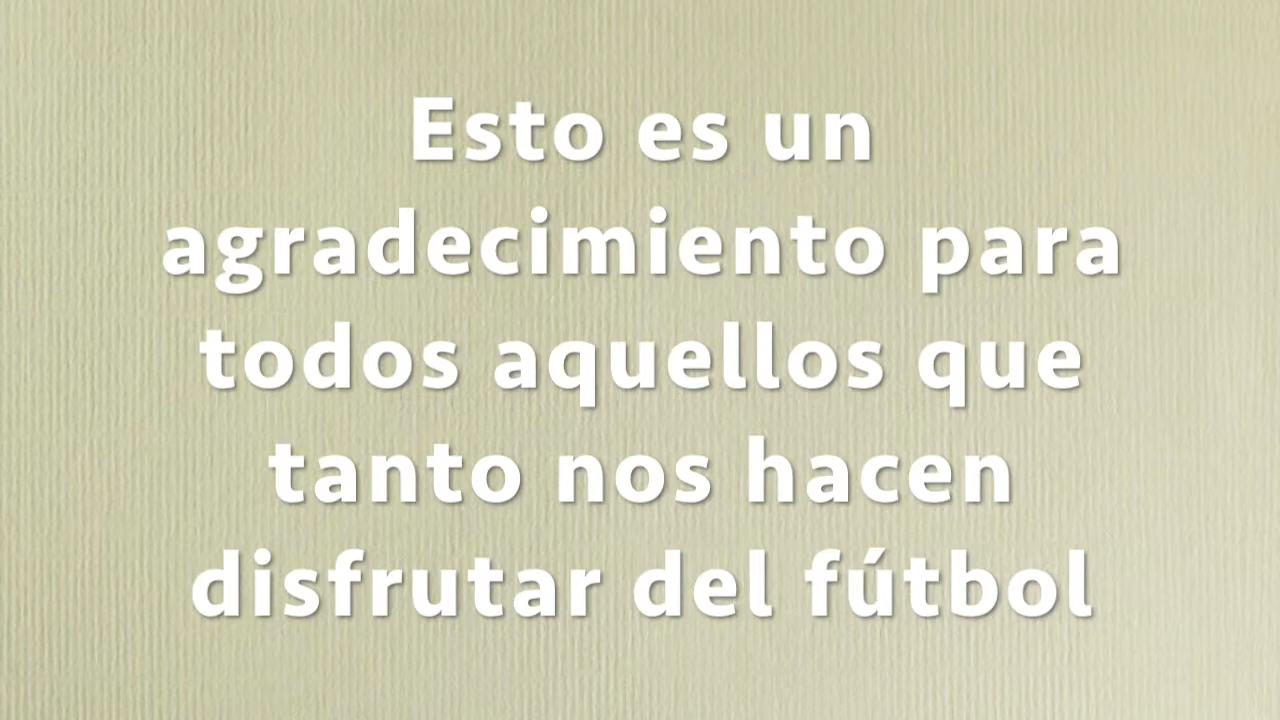 Esto es un
agradecimiento para
todos aquellos que
tanto nos hacen
disfrutar del fútbol